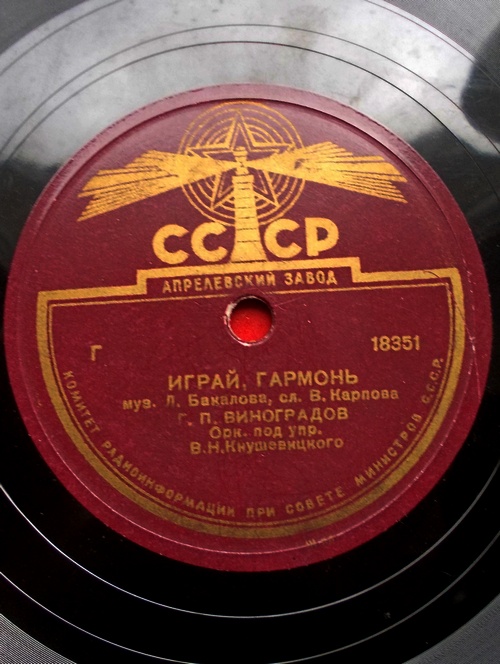 СССР
АПРЕЛЕВСКИЙ ЗАВОД
Г 18351
ИГРАЙ, ГАРМОНЬ
муз. Л. Бакалова, сл. В. Карпова
Г. П. ВИНОГРАДОВ
Орк. под упр.
В.Н.Кнушевицкого
КОМИТЕТ РАДИОИНФОРМАЦИИ ПРИ СОВЕТЕ МИНИСТРОВ С.С.С.Р.